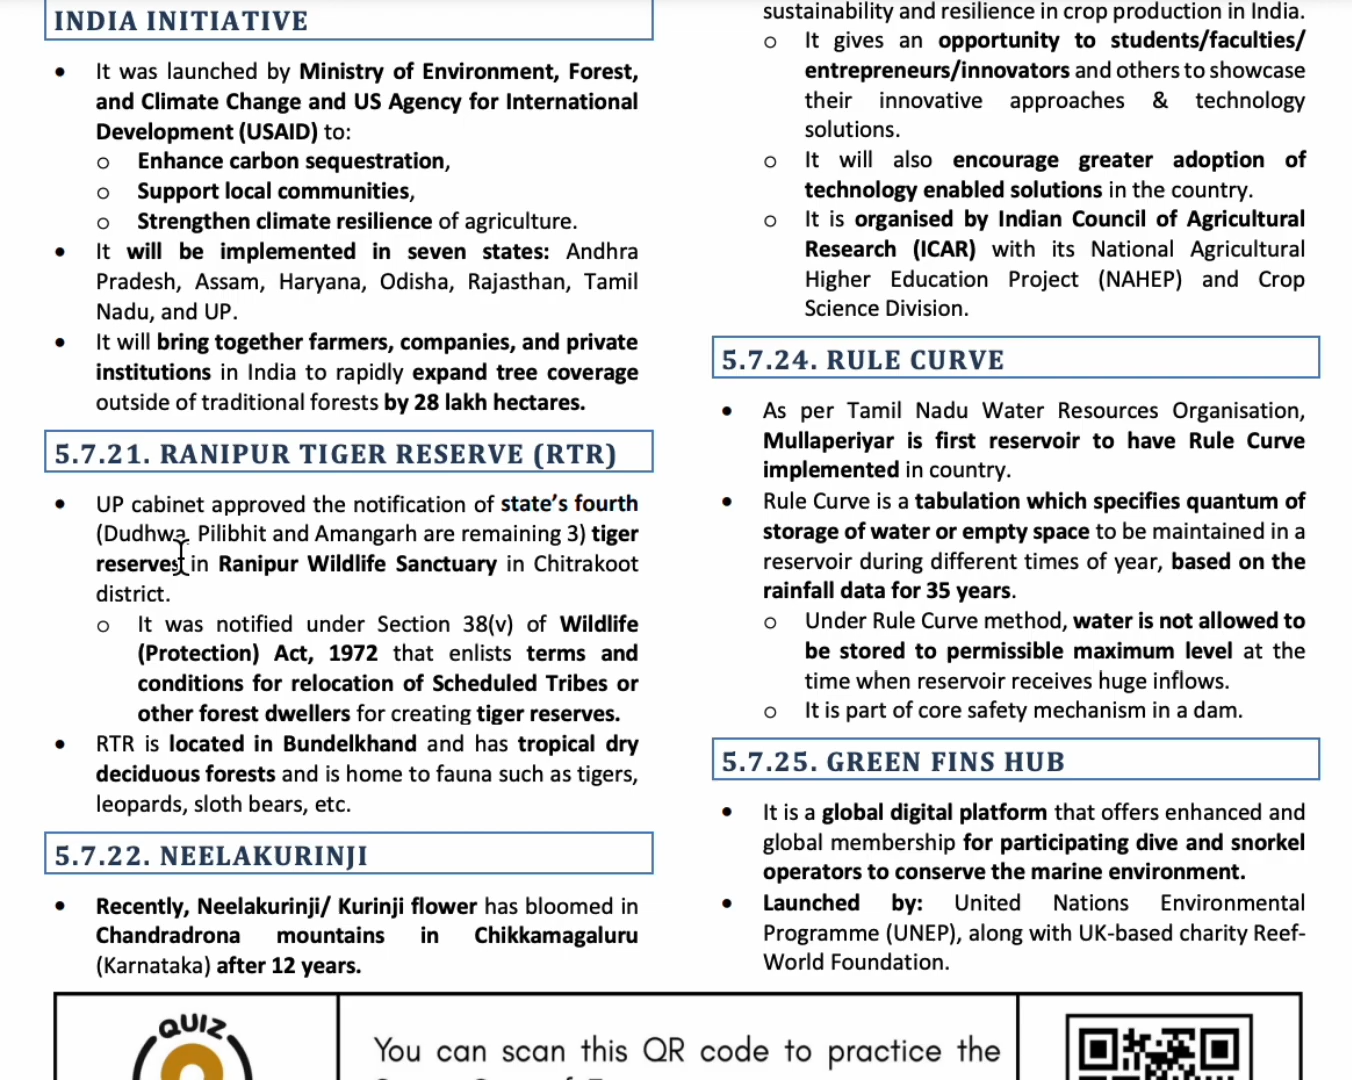 INDIA INITIATIVE
• It was launched by Ministry of Environment, Forest,
and Climate Change and US Agency for International
Development (USAID) to:
o Enhance carbon sequestration,
o Support local communities,
o Strengthen climate resilience of agriculture.
• It will be implemented in seven states: Andhra
Pradesh, Assam, Haryana, Odisha, Rajasthan, Tamil
Nadu, and UP.
• It will bring together farmers, companies, and private
institutions in India to rapidly expand tree coverage
outside of traditional forests by 28 lakh hectares.
5.7.21. RANIPUR TIGER RESERVE (RTR)
• UP cabinet approved the notification of state's fourth
(Dudhwa, Pilibhit and Amangarh are remaining 3) tiger
reserves in Ranipur Wildlife Sanctuary in Chitrakoot
district.
o It was notified under Section 38(v) of Wildlife
(Protection) Act, 1972 that enlists terms and
conditions for relocation of Scheduled Tribes or
other forest dwellers for creating tiger reserves.
• RTR is located in Bundelkhand and has tropical dry
deciduous forests and is home to fauna such as tigers,
leopards, sloth bears, etc.
5.7.22. NEELAKURINJI
• Recently, Neelakurinji/ Kurinji flower has bloomed in
Chandradrona mountains in Chikkamagaluru
(Karnataka) after 12 years.
sustainability and resilience in crop production in India.
o It gives an opportunity to students/faculties/
entrepreneurs/innovators and others to showcase
their innovative approaches & technology
solutions.
o It will also encourage greater adoption of
technology enabled solutions in the country.
o It is organised by Indian Council of Agricultural
Research (ICAR) with its National Agricultural
Higher Education Project (NAHEP) and Crop
Science Division.
5.7.24. RULE CURVE
• As per Tamil Nadu Water Resources Organisation,
Mullaperiyar is first reservoir to have Rule Curve
implemented in country.
• Rule Curve is a tabulation which specifies quantum of
storage of water or empty space to be maintained in a
reservoir during different times of year, based on the
rainfall data for 35 years.
o Under Rule Curve method, water is not allowed to
be stored to permissible maximum level at the
time when reservoir receives huge inflows.
o It is part of core safety mechanism in a dam.
5.7.25. GREEN FINS HUB
• It is a global digital platform that offers enhanced and
global membership for participating dive and snorkel
operators to conserve the marine environment.
• Launched by: United Nations Environmental
Programme (UNEP), along with UK-based charity Reef-
World Foundation.
QUIZ
You can scan this QR code to practice the